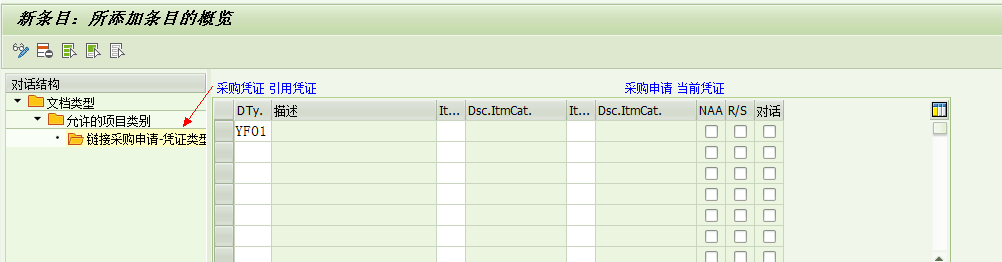 新条目：所添加条目的概览
对话结构
文档类型
允许的项目类别
链接采购申请-凭证类型
采购凭证 引用凭证
采购申请 当前凭证
DTy. 描述 It... Dsc.ItmCat. It... Dsc.ItmCat. NAA R/S 对话
YF01